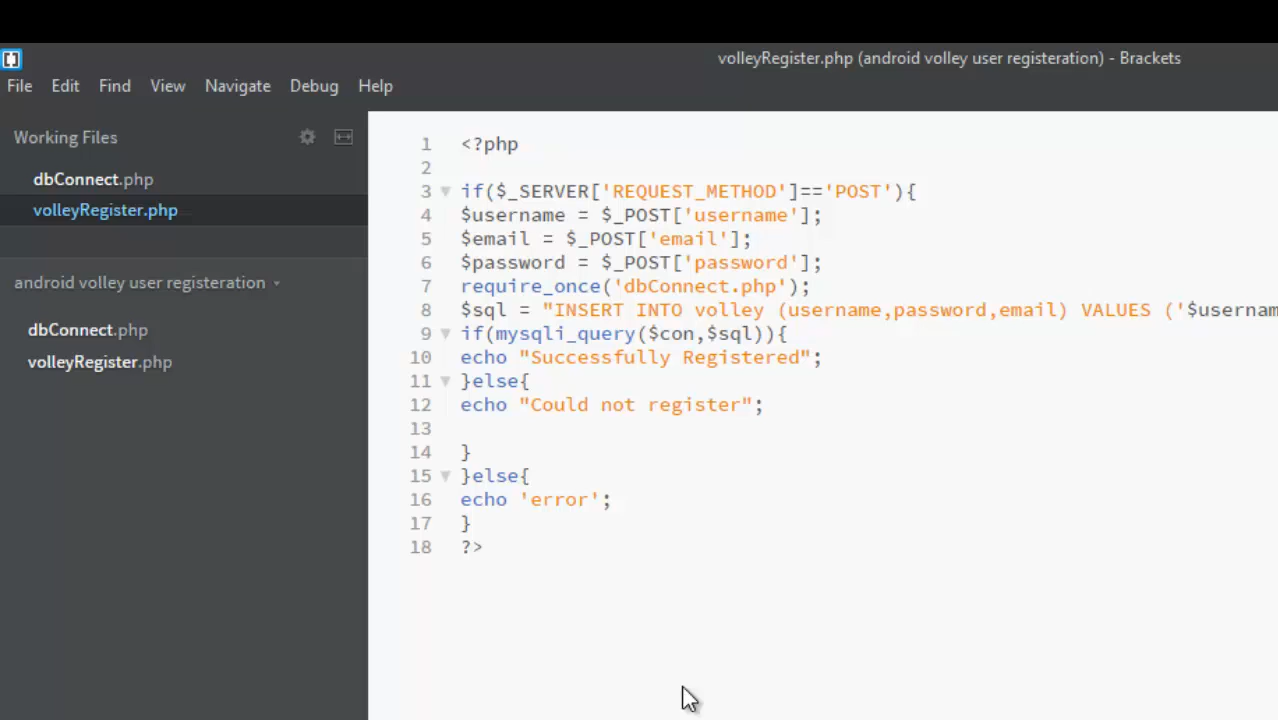 volleyRegister.php (android volley user registeration) - Brackets
File Edit Find View Navigate Debug Help
Working Files
dbConnect.php
volleyRegister.php
android volley user registeration
dbConnect.php
volleyRegister.php
1 <?php
2
3 if($_SERVER['REQUEST_METHOD']=='POST'){
4 $username = $_POST['username'];
5 $email = $_POST['email'];
6 $password = $_POST['password'];
7 require_once('dbConnect.php');
8 $sql = "INSERT INTO volley (username,password,email) VALUES ('$usernam
9 if(mysqli_query($con,$sql)){
10 echo "Successfully Registered";
11 }else{
12 echo "Could not register";
13
14 }
15 }else{
16 echo 'error';
17 }
18 ?>